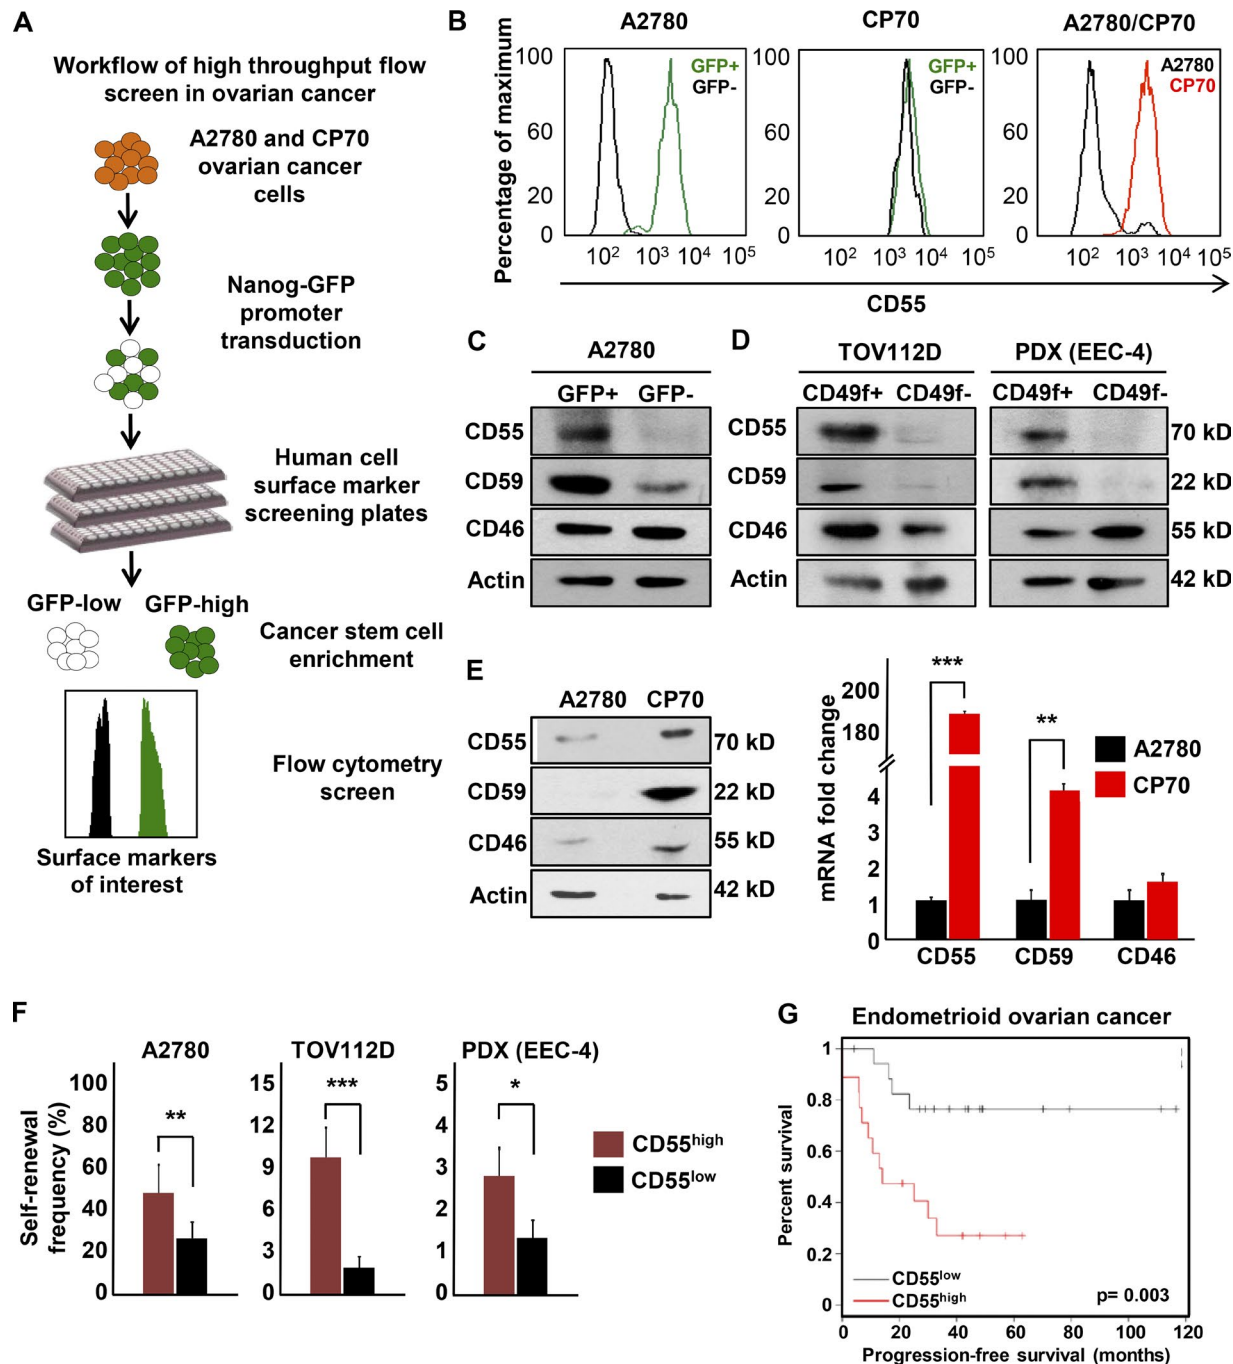 A
Workflow of high throughput flow
screen in ovarian cancer
A2780 and CP70
ovarian cancer
cells
Nanog-GFP
promoter
transduction
Human cell
surface marker
screening plates
GFP-low
GFP-high
Cancer stem cell
enrichment
Flow cytometry
screen
Surface markers
of interest
B
A2780
CP70
A2780/CP70
Percentage of maximum
100
60
20
0
GFP+
GFP-
10² 10³ 10⁴ 10⁵
100
60
20
0
GFP+
GFP-
10² 10³ 10⁴ 10⁵
100
60
20
0
A2780
CP70
10² 10³ 10⁴ 10⁵
CD55
C
A2780
GFP+ GFP-
CD55
CD59
CD46
Actin
D
TOV112D
PDX (EEC-4)
CD49f+ CD49f-
CD49f+ CD49f-
CD55
70 kD
CD59
22 kD
CD46
55 kD
Actin
42 kD
E
A2780 CP70
CD55
70 kD
CD59
22 kD
CD46
55 kD
Actin
42 kD
mRNA fold change
200
180
4
3
2
1
0
***
**
A2780
CP70
CD55
CD59
CD46
F
A2780
TOV112D
PDX (EEC-4)
Self-renewal
frequency (%)
100
80
60
40
20
0
**
15
12
9
6
3
0
***
5
4
3
2
1
0
*
CD55high
CD55low
G
Endometrioid ovarian cancer
Percent survival
1
0.8
0.6
0.4
0.2
0
CD55low
CD55high
p= 0.003
0 20 40 60 80 100 120
Progression-free survival (months)